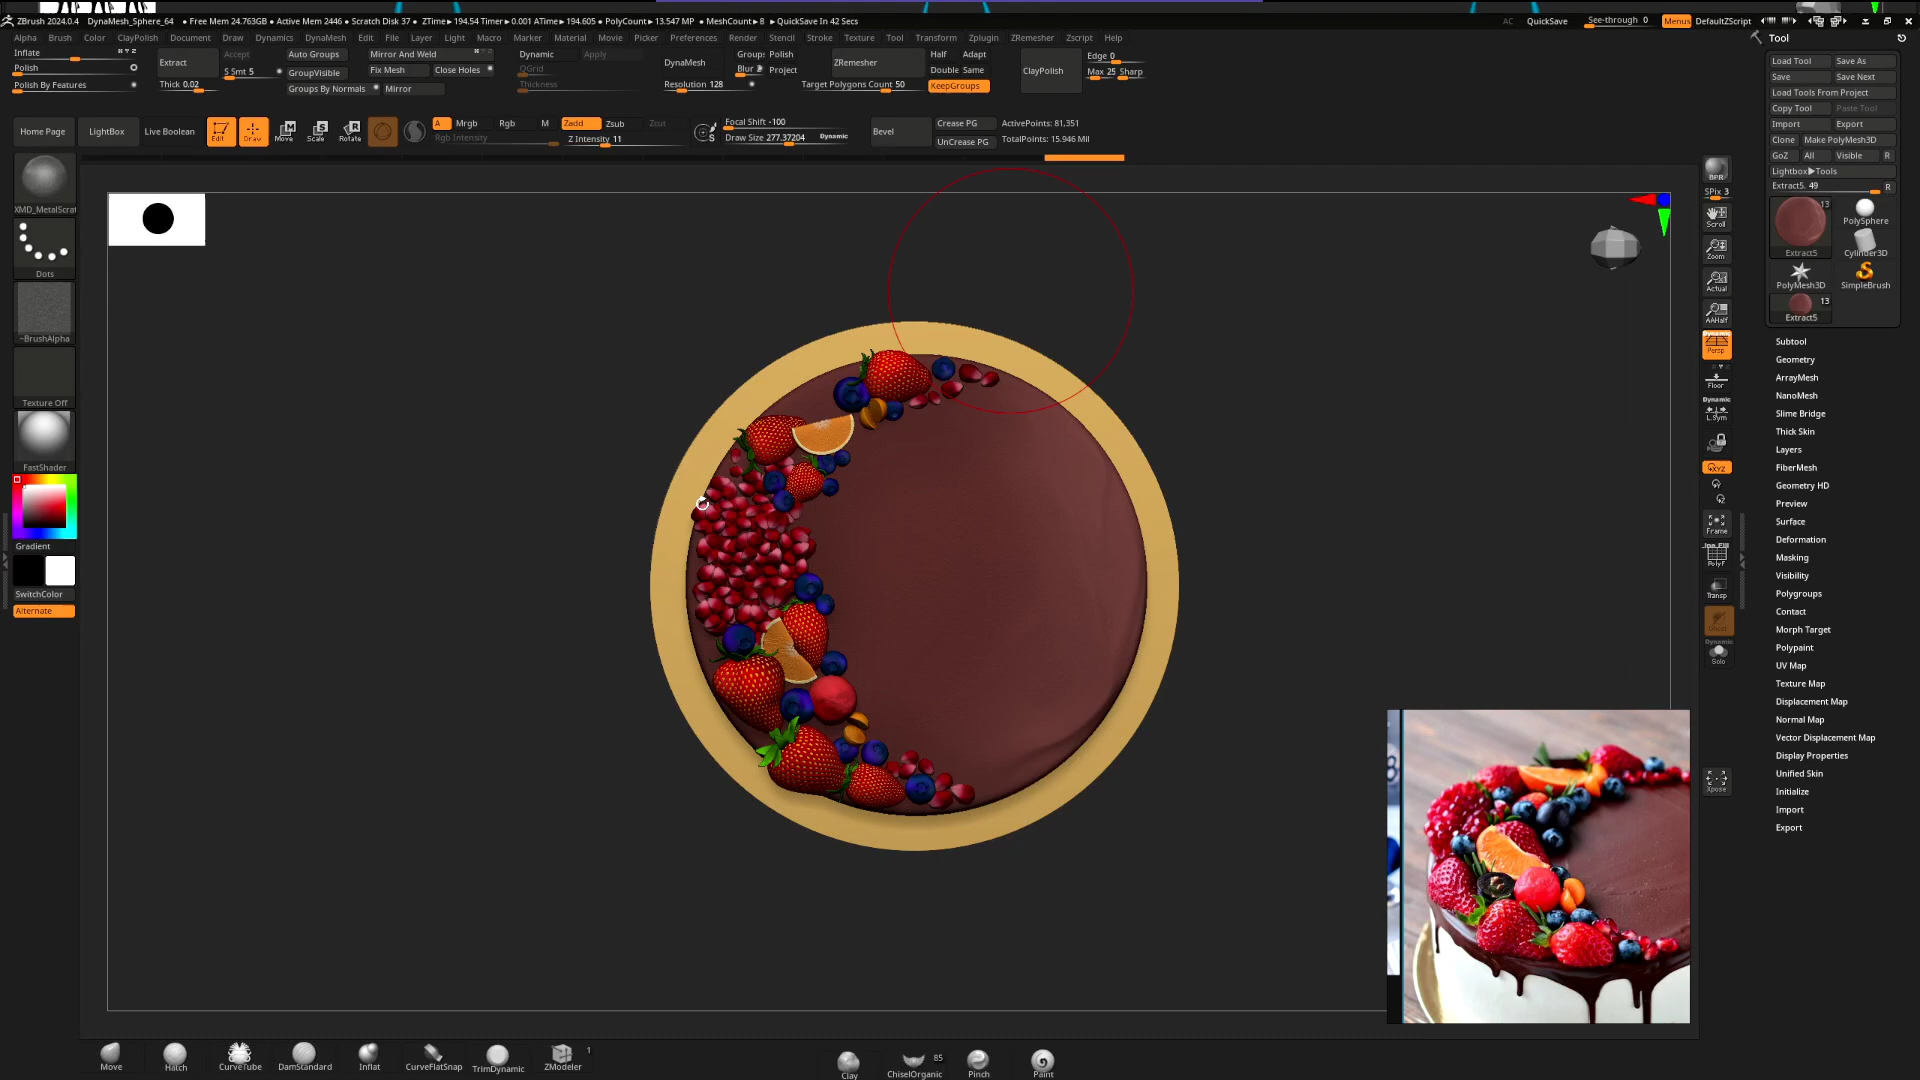 ZBrush 2024.0.4 DynaMesh_Sphere_64 • Free Mem 24.763GB • Active Mem 2446 • Scratch Disk 37 • ZTime▸194.54 Timer▸0.001 ATime▸194.605 • PolyCount▸13.547 MP • MeshCount▸8 • QuickSave In 42 Secs AC QuickSave See-through 0 Menus DefaultZScript
Alpha Brush Color ClayPolish Document Draw Dynamics DynaMesh Edit File Layer Light Macro Marker Material Movie Picker Preferences Render Stencil Stroke Texture Tool Transform Zplugin ZRemesher Zscript Help
Inflate
Polish
Polish By Features
Extract Accept
S Smt 5
Thick 0.02
Auto Groups
GroupVisible
Groups By Normals
Mirror And Weld
Fix Mesh Close Holes
Mirror
Dynamic Apply
QGrid
Thickness
DynaMesh
Resolution 128
Polish
Project
ZRemesher
Target Polygons Count 50
Half Adapt
Double Same
KeepGroups
ClayPolish
Edge 0
Max 25 Sharp
Home Page LightBox Live Boolean
Edit Draw Move Scale Rotate
A Mrgb Rgb M
Rgb Intensity
Zadd Zsub Zcut
Z Intensity 11
Focal Shift -100
Draw Size 277.37204 Dynamic
Bevel
Crease PG
UnCrease PG
ActivePoints: 81,351
TotalPoints: 15.946 Mil
XMD_MetalScrat
Dots
~BrushAlpha
Texture Off
FastShader
Gradient
SwitchColor
Alternate
BPR
SPix 3
Scroll
Zoom
Actual
AAHalf
Dynamic
Persp
Floor
Dynamic
L.Sym
Frame
PolyF
Transp
Dynamic
Solo
Xpose
Tool
Load Tool Save As
Save Save Next
Load Tools From Project
Copy Tool Paste Tool
Import Export
Clone Make PolyMesh3D
GoZ All Visible R
Lightbox▸Tools
Extract5. 49 R
13
Extract5
PolySphere
Cylinder3D
PolyMesh3D SimpleBrush
13
Extract5
Subtool
Geometry
ArrayMesh
NanoMesh
Slime Bridge
Thick Skin
Layers
FiberMesh
Geometry HD
Preview
Surface
Deformation
Masking
Visibility
Polygroups
Contact
Morph Target
Polypaint
UV Map
Texture Map
Displacement Map
Normal Map
Vector Displacement Map
Display Properties
Unified Skin
Initialize
Import
Export
Move Hatch CurveTube DamStandard Inflat CurveFlatSnap TrimDynamic ZModeler 1 Clay ChiselOrganic 85 Pinch Paint